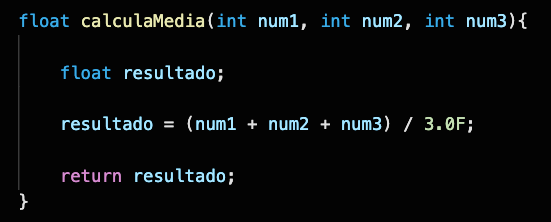 float calculaMedia(int num1, int num2, int num3){
float resultado;
resultado = (num1 + num2 + num3) / 3.0F;
return resultado;
}